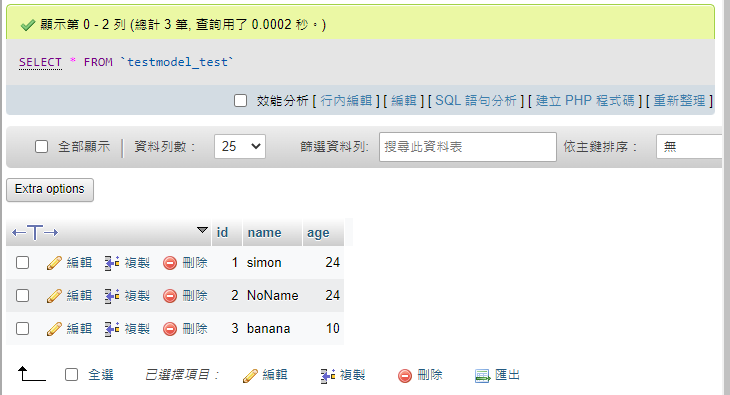 顯示第 0 - 2 列 (總計 3 筆, 查詢用了 0.0002 秒。)
SELECT * FROM `testmodel_test`
效能分析 [ 行內編輯 ] [ 編輯 ] [ SQL 語句分析 ] [ 建立 PHP 程式碼 ] [ 重新整理 ]
全部顯示 資料列數： 25 篩選資料列: 搜尋此資料表 依主鍵排序： 無
Extra options
←T→ id name age
編輯 複製 刪除 1 simon 24
編輯 複製 刪除 2 NoName 24
編輯 複製 刪除 3 banana 10
全選 已選擇項目： 編輯 複製 刪除 匯出